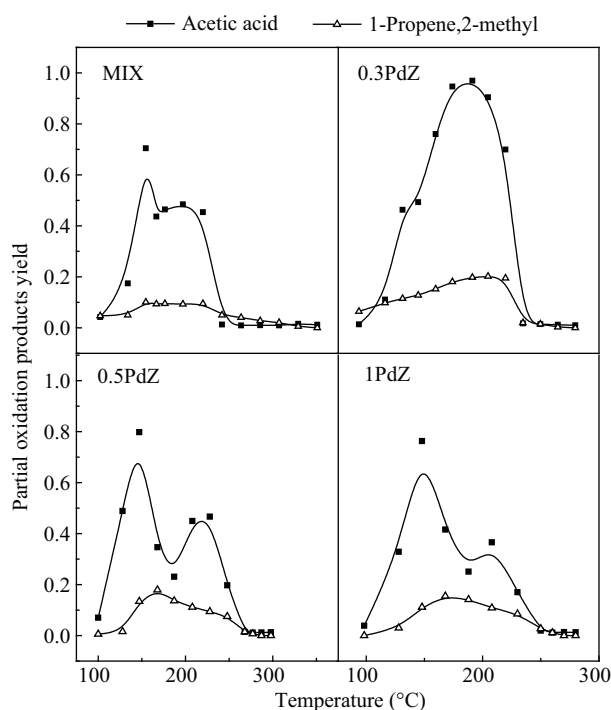 Acetic acid 1-Propene,2-methyl
MIX 0.3PdZ
1.0
0.8
0.6
0.4
0.2
0.0
0.5PdZ 1PdZ
1.0
0.8
0.6
0.4
0.2
0.0
Partial oxidation products yield
100 200 300 100 200 280
Temperature (°C)